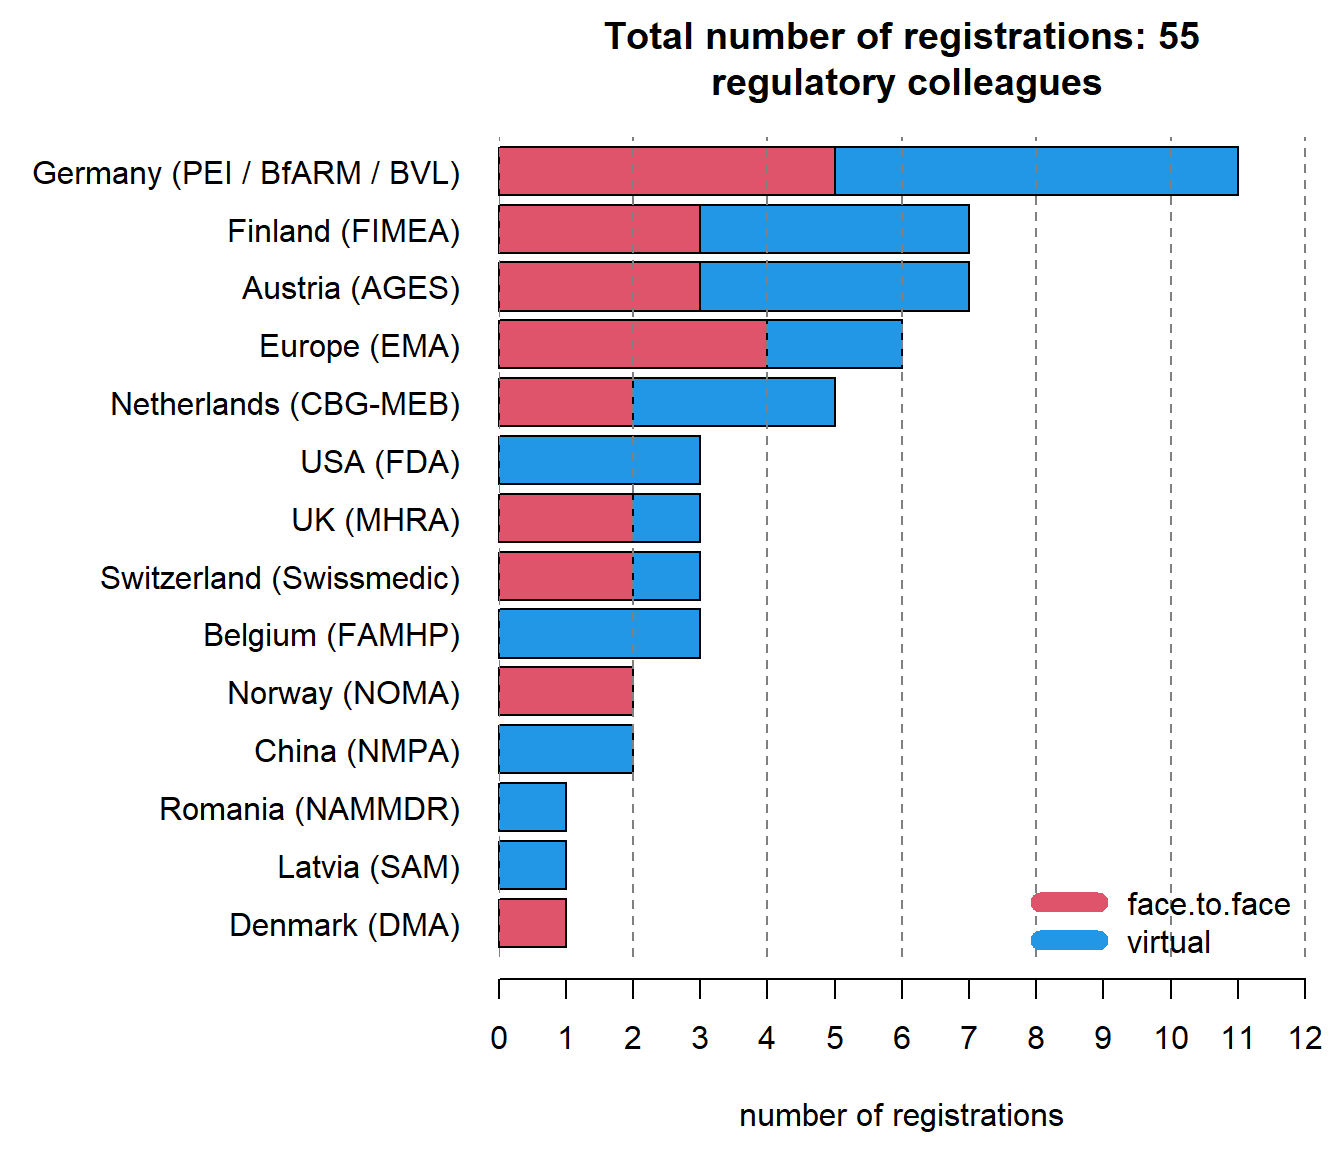 Total number of registrations: 55
regulatory colleagues
Germany (PEI / BfARM / BVL)
Finland (FIMEA)
Austria (AGES)
Europe (EMA)
Netherlands (CBG-MEB)
USA (FDA)
UK (MHRA)
Switzerland (Swissmedic)
Belgium (FAMHP)
Norway (NOMA)
China (NMPA)
Romania (NAMMDR)
Latvia (SAM)
Denmark (DMA)
face.to.face
virtual
0 1 2 3 4 5 6 7 8 9 10 11 12
number of registrations